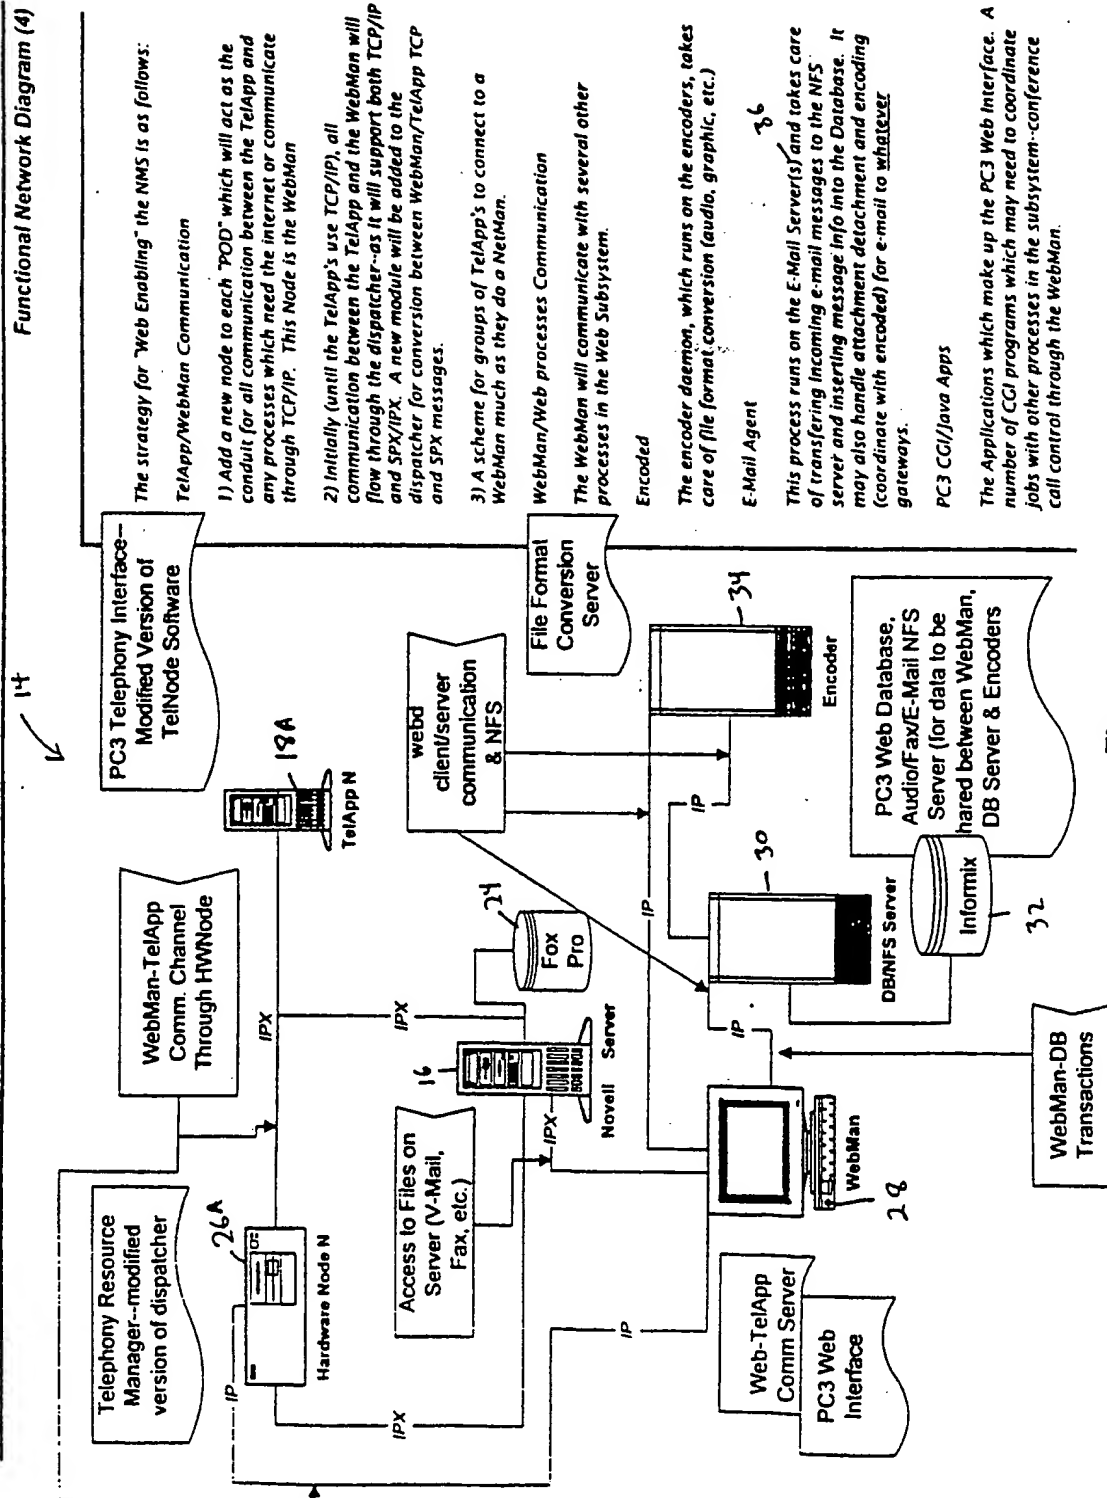 Functional Network Diagram (4)
14
The strategy for "Web Enabling" the NMS is as follows:
TelApp/WebMan Communication
1) Add a new node to each "POD" which will act as the
conduit for all communication between the TelApp and
any processes which need the internet or communicate
through TCP/IP. This Node is the WebMan
2) Initially (until the TelApp's use TCP/IP), all
communication between the TelApp and the WebMan will
flow through the dispatcher--as it will support both TCP/IP
and SPX/IPX. A new module will be added to the
dispatcher for conversion between WebMan/TelApp TCP
and SPX messages.
3) A scheme for groups of TelApp's to connect to a
WebMan much as they do a NetMan.
WebMan/Web processes Communication
The WebMan will communicate with several other
processes in the Web Subsystem.
Encoded
The encoder daemon, which runs on the encoders, takes
care of file format conversion (audio, graphic, etc.)
E-Mail Agent
36
This process runs on the E-Mail Server(s) and takes care
of transfering incoming e-mail messages to the NFS
server and inserting message info into the Database. It
may also handle attachment detachment and encoding
(coordinate with encoded) for e-mail to whatever
gateways.
PC3 CGI/Java Apps
The Applications which make up the PC3 Web Interface. A
number of CGI programs which may need to coordinate
jobs with other processes in the subsystem--conference
call control through the WebMan.
Telephony Resource
Manager--modified
version of dispatcher
WebMan-TelApp
Comm. Channel
Through HWNode
PC3 Telephony Interface--
Modified Version of
TelNode Software
26A
Hardware Node N
IP
IPX
IPX
18A
TelApp N
Access to Files on
Server (V-Mail,
Fax, etc.)
16
Novell Server
IPX
IPX
24
Fox
Pro
webd
client/server
communication
& NFS
File Format
Conversion
Server
IP
IP
IP
IP
34
Encoder
30
DB/NFS Server
Informix
32
PC3 Web Database,
Audio/Fax/E-Mail NFS
Server (for data to be
hared between WebMan,
DB Server & Encoders
WebMan
28
Web-TelApp
Comm Server
PC3 Web
Interface
WebMan-DB
Transactions